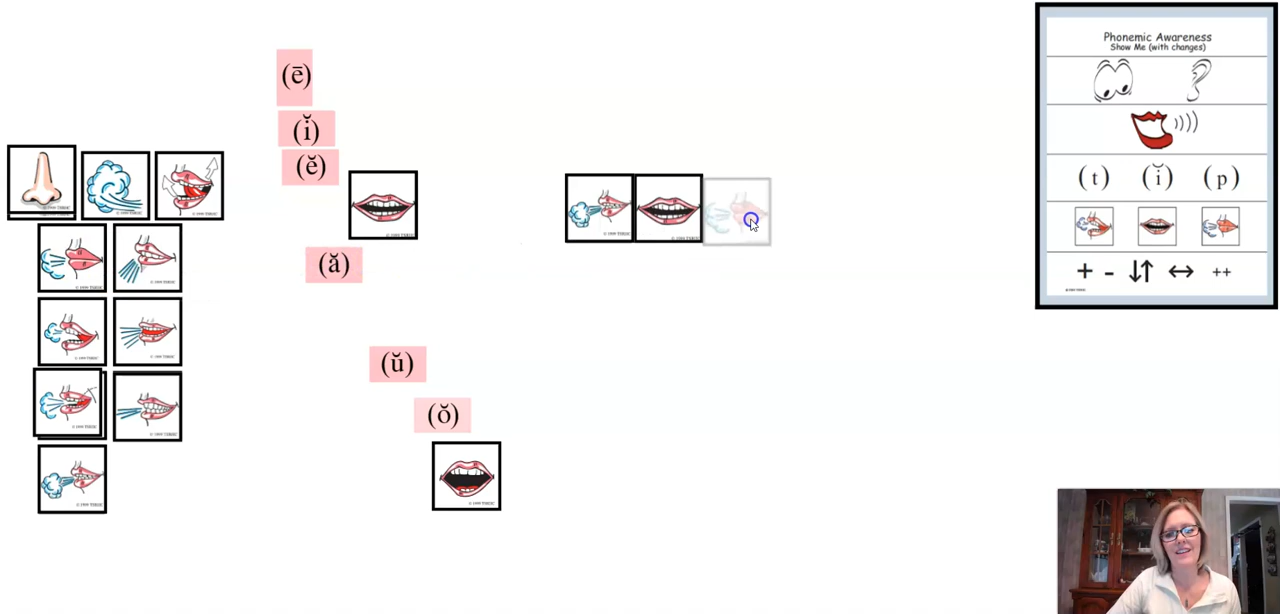 (ē)
(ĭ)
(ĕ)
(ă)
(ŭ)
(ŏ)
Phonemic Awareness
Show Me (with changes)
(t) (ĭ) (p)
+ - ↓↑ ↔ ++